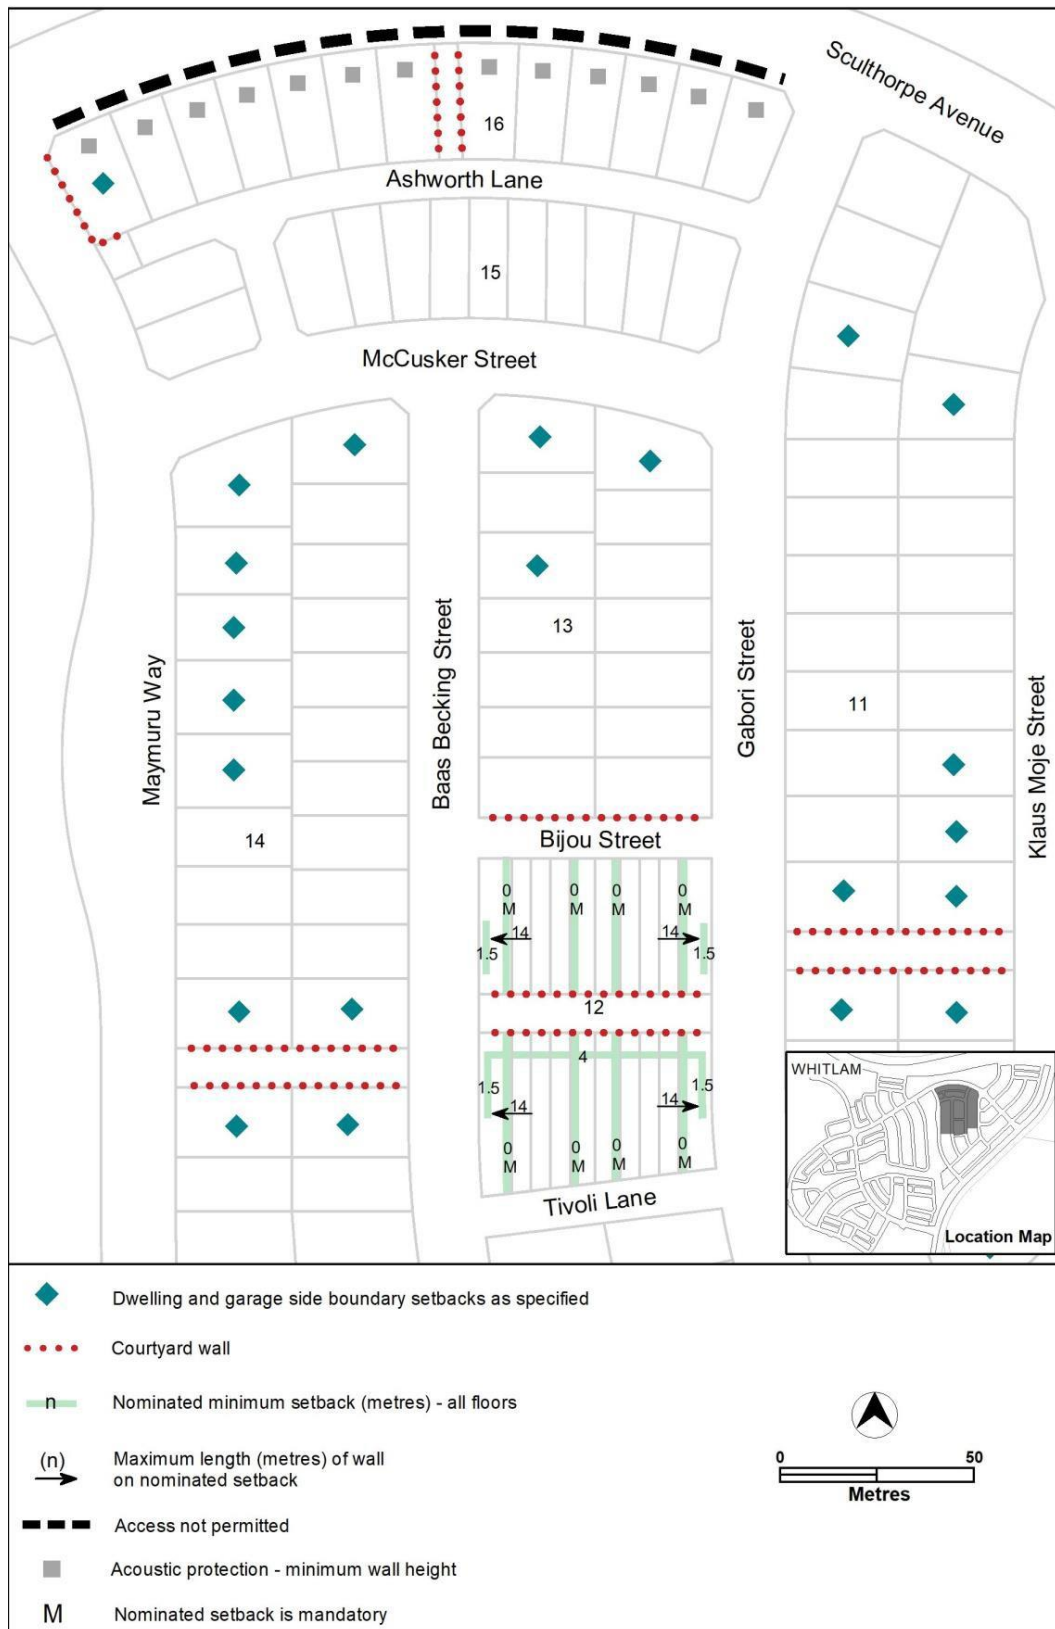 Sculthorpe Avenue
16
Ashworth Lane
15
McCusker Street
13
Maymuru Way
Baas Becking Street
Gabori Street
11
Klaus Moje Street
14
Bijou Street
0 0 0 0
M M M M
14 14
1.5 1.5
12
4
1.5 1.5
14 14
0 0 0 0
M M M M
Tivoli Lane
WHITLAM
Location Map
Dwelling and garage side boundary setbacks as specified
Courtyard wall
n Nominated minimum setback (metres) - all floors
(n) Maximum length (metres) of wall
on nominated setback
Access not permitted
Acoustic protection - minimum wall height
M Nominated setback is mandatory
0 50
Metres